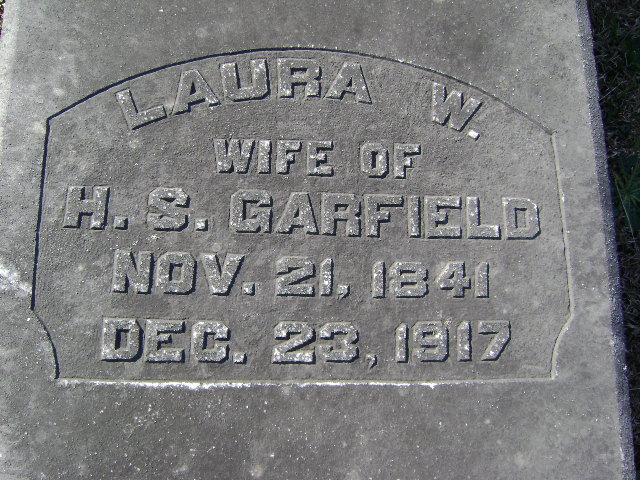 LAURA W.
WIFE OF
H. S. GARFIELD
NOV. 21, 1841
DEC. 23, 1917